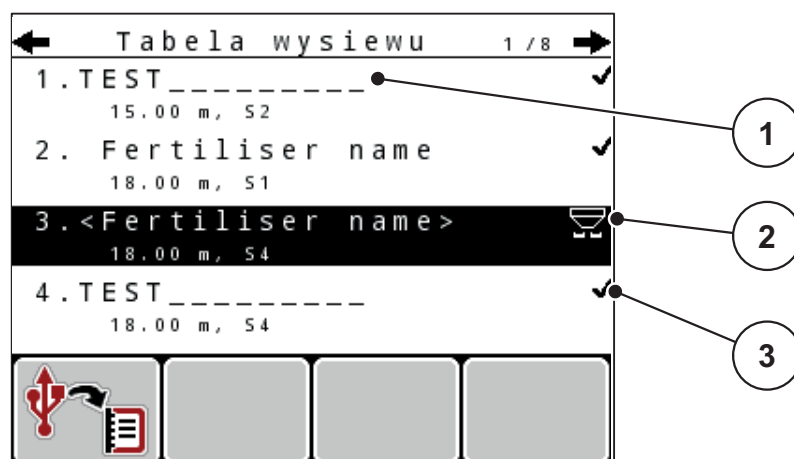 Tabela wysiewu 1/8
1.TEST_________
15.00 m, S2
1
2. Fertiliser name
18.00 m, S1
3.<Fertiliser name>
18.00 m, S4
2
4.TEST_________
18.00 m, S4
3